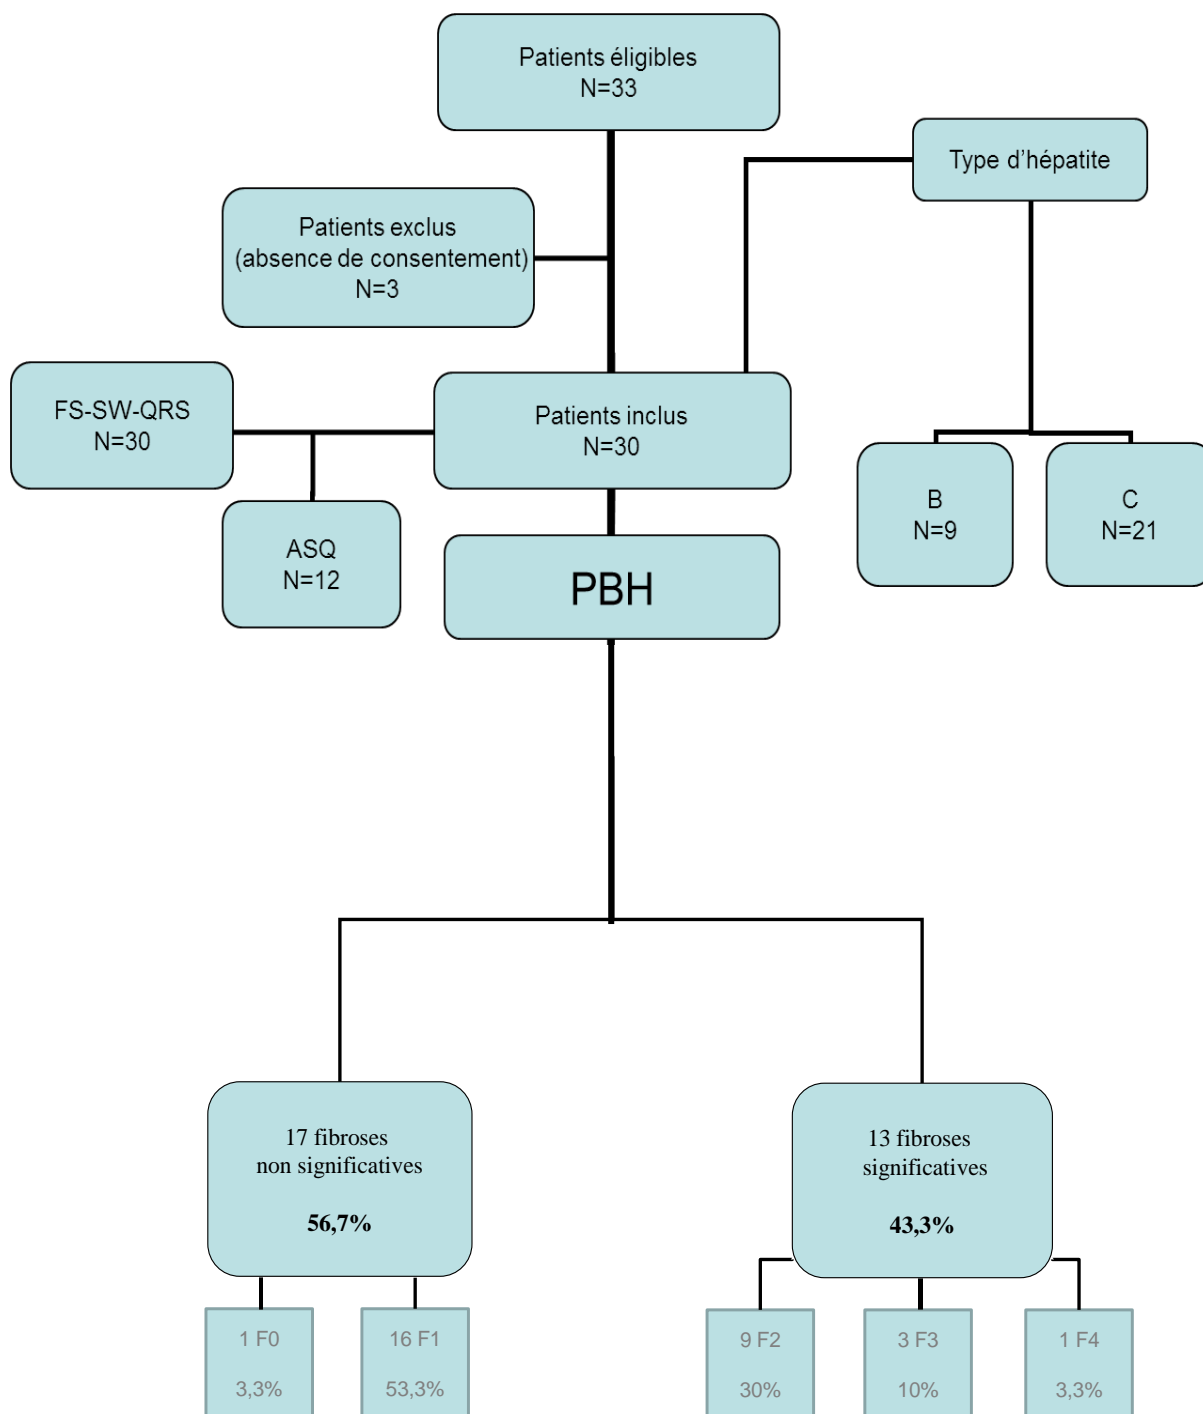 Patients éligibles
N=33
Type d’hépatite
Patients exclus
(absence de consentement)
N=3
FS-SW-QRS
N=30
Patients inclus
N=30
B
N=9
C
N=21
ASQ
N=12
PBH
17 fibroses
non significatives
56,7%
13 fibroses
significatives
43,3%
1 F0
3,3%
16 F1
53,3%
9 F2
30%
3 F3
10%
1 F4
3,3%